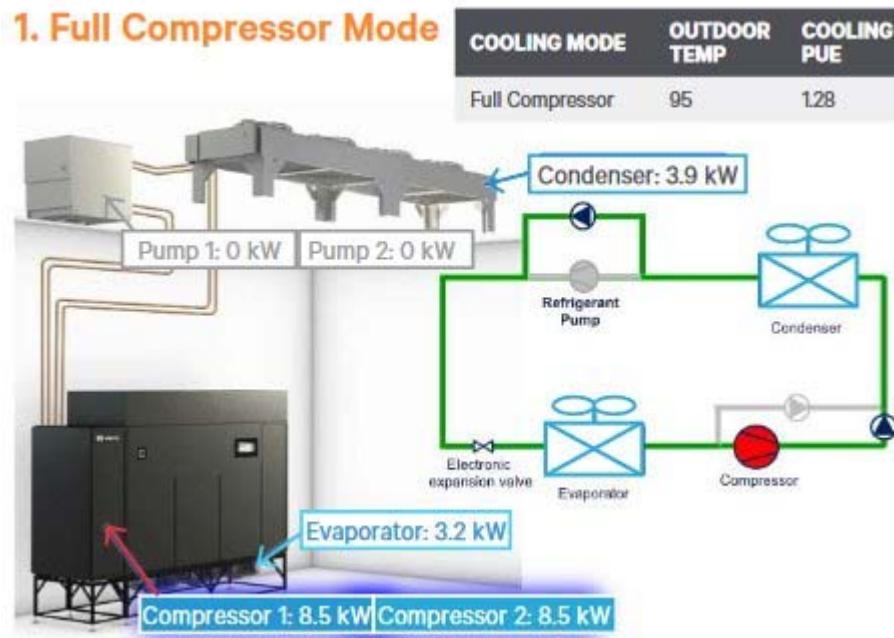 1. Full Compressor Mode
COOLING MODE
OUTDOOR
TEMP
COOLING
PUE
Full Compressor
95
1.28
Condenser: 3.9 kW
Pump 1: 0 kW
Pump 2: 0 kW
Refrigerant
Pump
Condenser
Electronic
expansion valve
Evaporator
Compressor
Evaporator: 3.2 kW
Compressor 1: 8.5 kW
Compressor 2: 8.5 kW